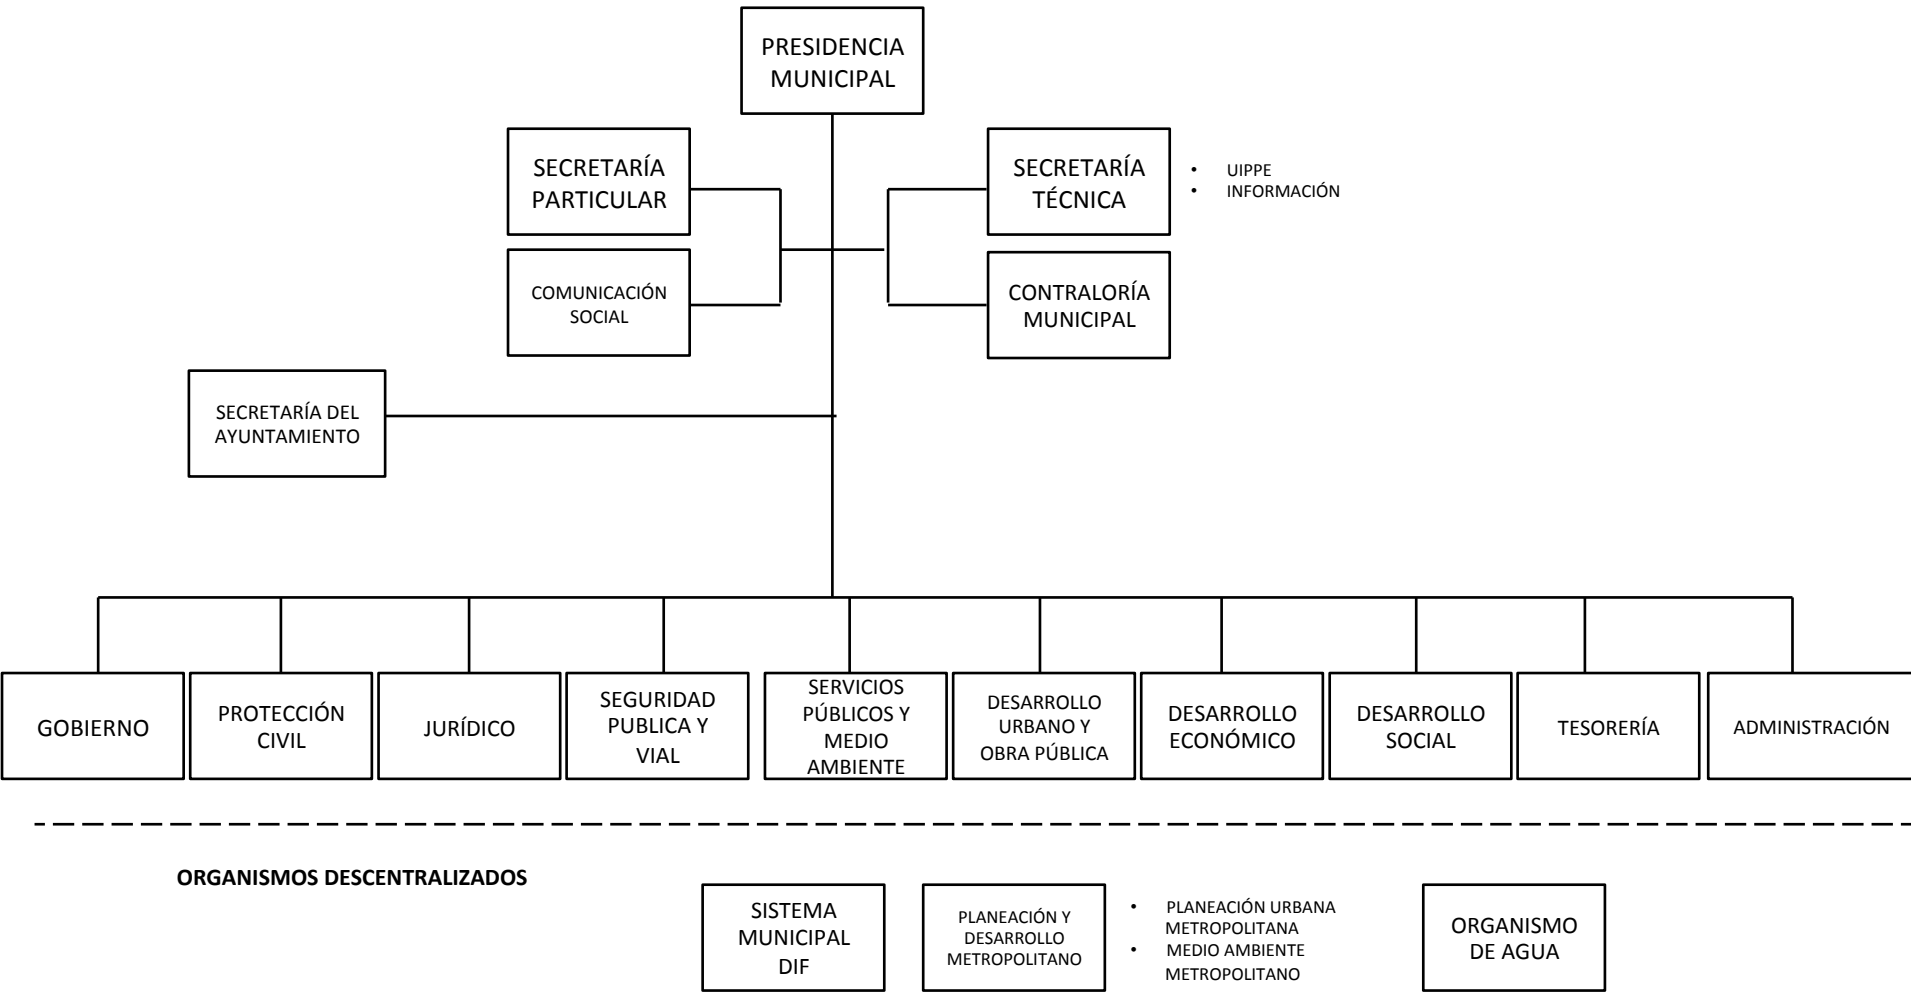 PRESIDENCIA
MUNICIPAL
SECRETARÍA
PARTICULAR
SECRETARÍA
TÉCNICA
• UIPPE
• INFORMACIÓN
COMUNICACIÓN
SOCIAL
CONTRALORÍA
MUNICIPAL
SECRETARÍA DEL
AYUNTAMIENTO
GOBIERNO
PROTECCIÓN
CIVIL
JURÍDICO
SEGURIDAD
PUBLICA Y
VIAL
SERVICIOS
PÚBLICOS Y
MEDIO
AMBIENTE
DESARROLLO
URBANO Y
OBRA PÚBLICA
DESARROLLO
ECONÓMICO
DESARROLLO
SOCIAL
TESORERÍA
ADMINISTRACIÓN
ORGANISMOS DESCENTRALIZADOS
SISTEMA
MUNICIPAL
DIF
PLANEACIÓN Y
DESARROLLO
METROPOLITANO
• PLANEACIÓN URBANA
METROPOLITANA
• MEDIO AMBIENTE
METROPOLITANO
ORGANISMO
DE AGUA